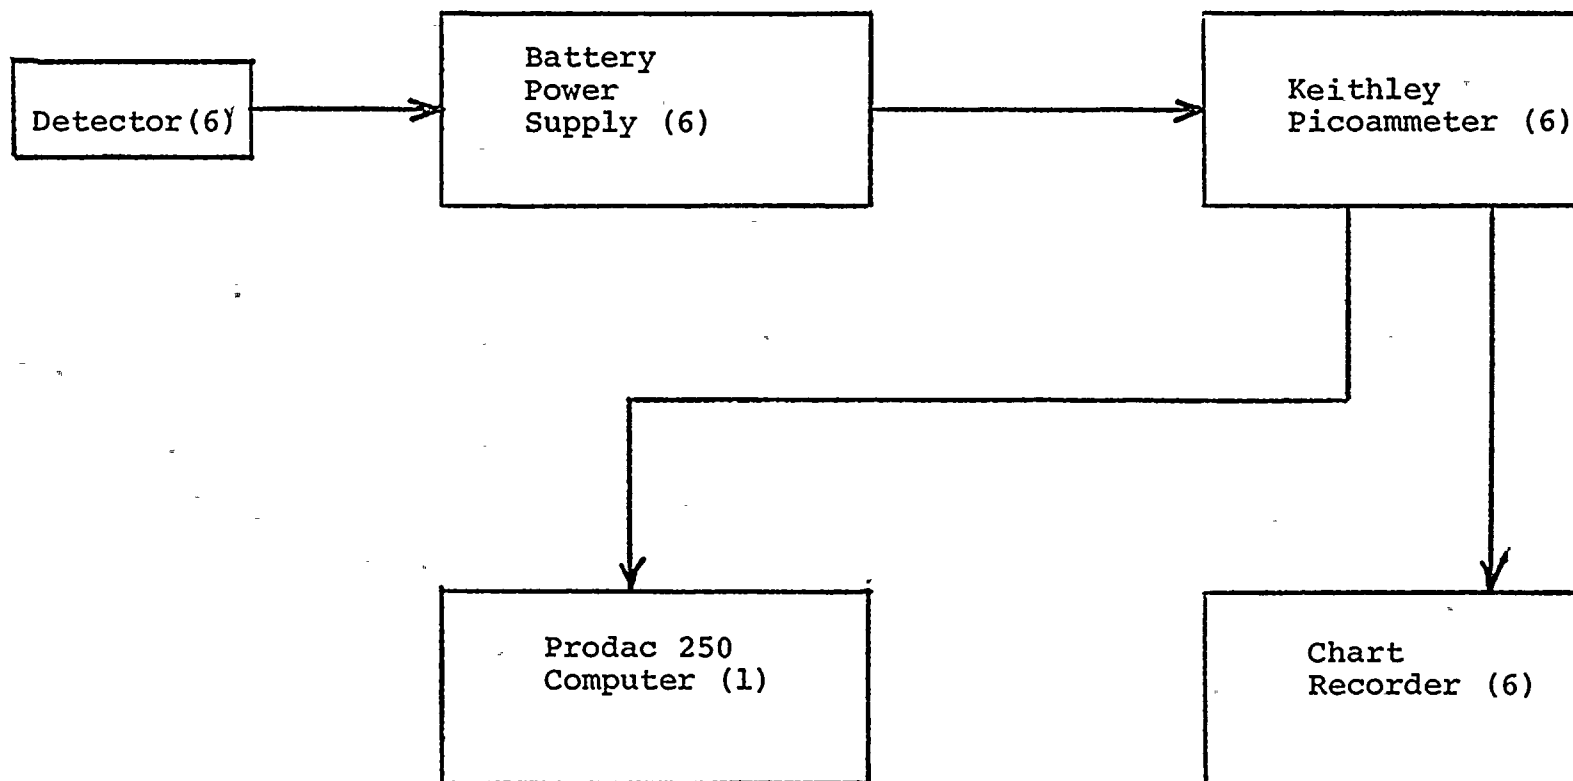 Detector(6)
Battery
Power
Supply (6)
Keithley
Picoammeter (6)
Prodac 250
Computer (1)
Chart
Recorder (6)